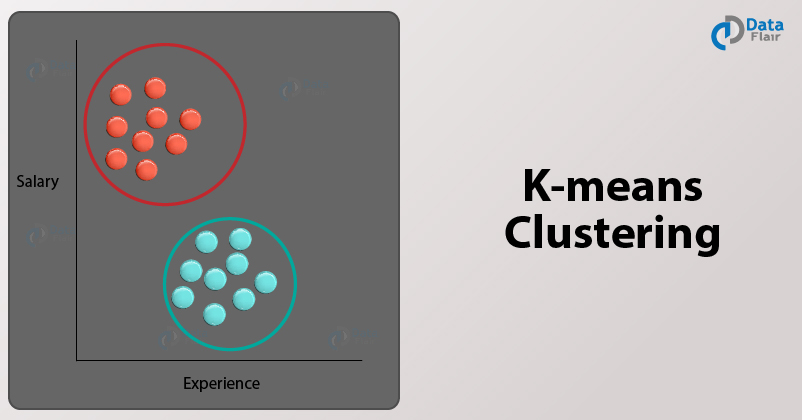 Data
Flair
Salary
K-means
Clustering
Experience